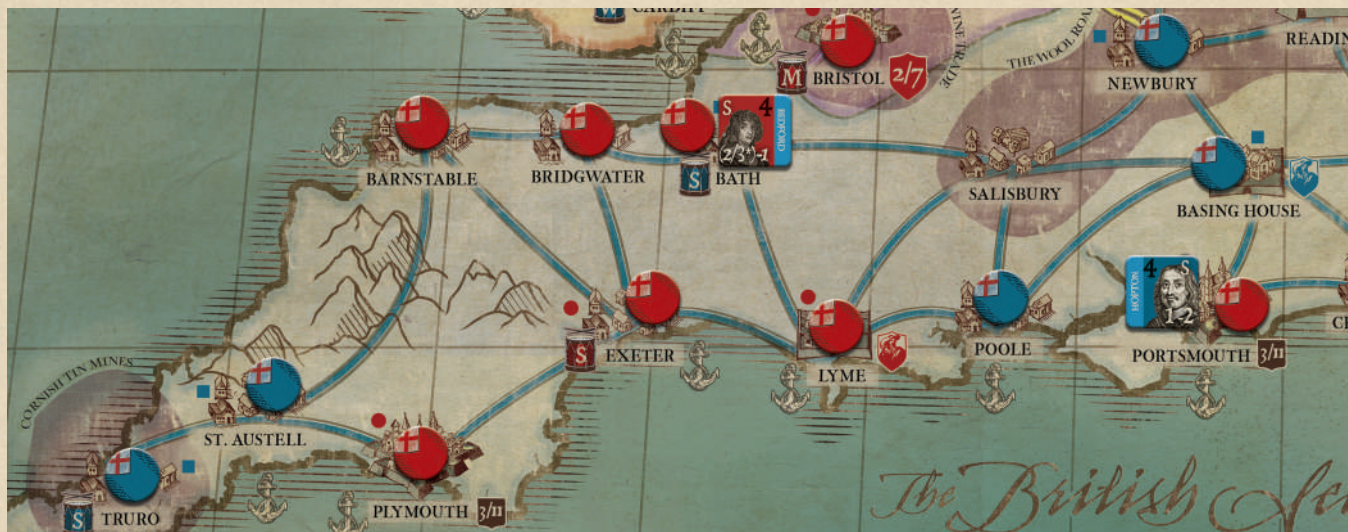 CARDIFF
W
VINE TRADE
THE WOOL ROAD
READIN
NEWBURY
M
BRISTOL 2/7
S 4
BEDFORD
(2/3*)-1
BARNSTABLE
BRIDGWATER
S
BATH
SALISBURY
BASING HOUSE
4 S
HOPTON
1-2
S
EXETER
LYME
POOLE
PORTSMOUTH 3/11
CORNISH TIN MINES
ST. AUSTELL
S
TRURO
PLYMOUTH 3/11
The British Se